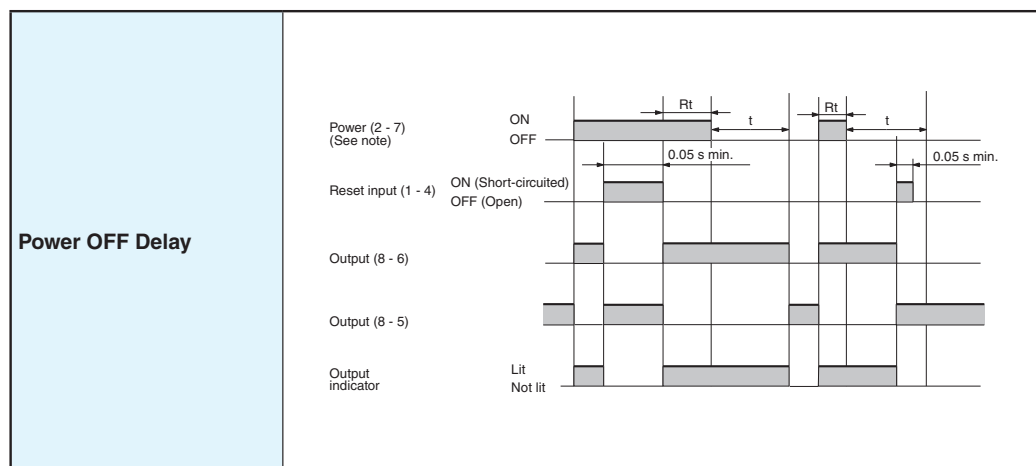 Power OFF Delay
Rt
Rt
Power (2 - 7)
(See note)
ON
OFF
t
t
0.05 s min.
0.05 s min.
Reset input (1 - 4)
ON (Short-circuited)
OFF (Open)
Output (8 - 6)
Output (8 - 5)
Output
indicator
Lit
Not lit